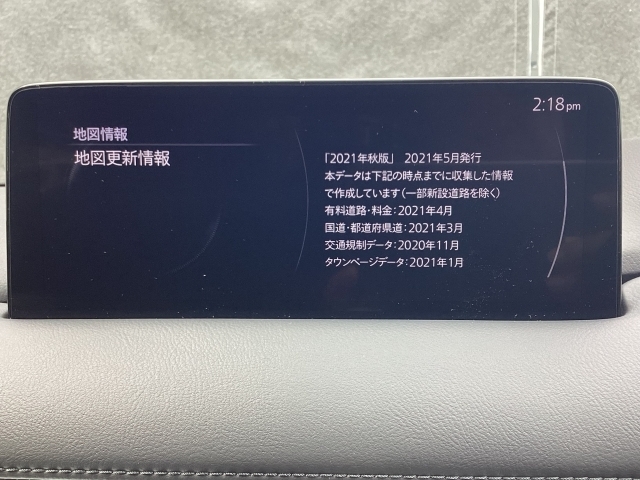 2:18 pm
地図情報
地図更新情報
「2021年秋版」 2021年5月発行
本データは下記の時点までに収集した情報
で作成しています(一部新設道路を除く)
有料道路・料金:2021年4月
国道・都道府県道:2021年3月
交通規制データ:2020年11月
タウンページデータ:2021年1月